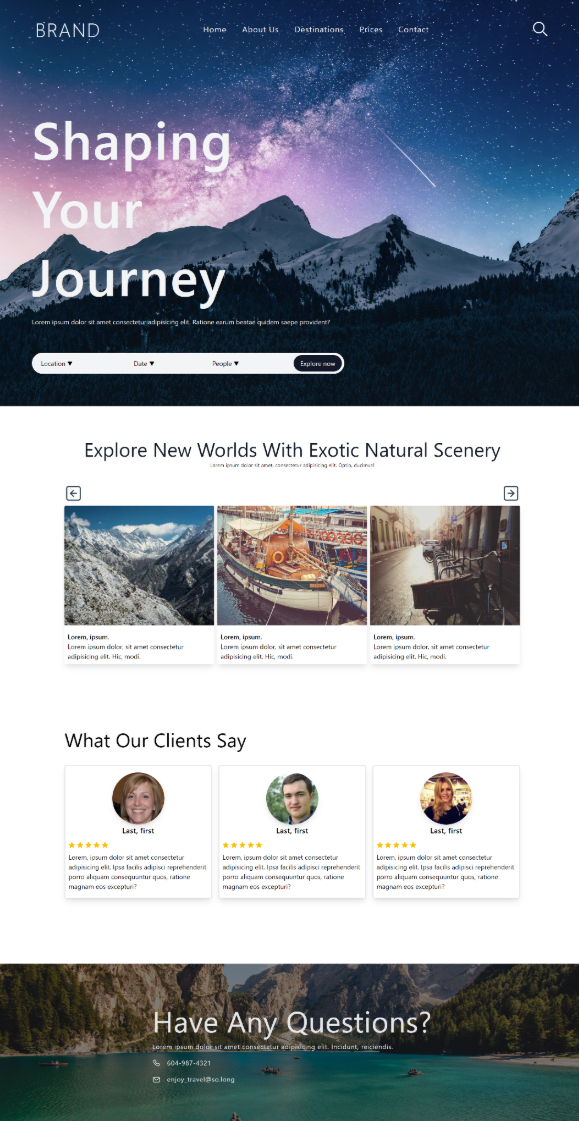 BRAND
Home About Us Destinations Prices Contact
Shaping
Your
Journey
Lorem ipsum dolor sit amet consectetur adipisicing elit. Ratione earum beatae quidem saepe provident?
Location ▼ Date ▼ People ▼ Explore now
Explore New Worlds With Exotic Natural Scenery
Lorem ipsum dolor sit amet, consectetur adipisicing elit. Optio, ducimus!
Lorem, ipsum.
Lorem ipsum dolor, sit amet consectetur
adipisicing elit. Hic, modi.
Lorem, ipsum.
Lorem ipsum dolor, sit amet consectetur
adipisicing elit. Hic, modi.
Lorem, ipsum.
Lorem ipsum dolor, sit amet consectetur
adipisicing elit. Hic, modi.
What Our Clients Say
Last, first
Lorem, ipsum dolor sit amet consectetur
adipisicing elit. Ipsa facilis adipisci reprehenderit
porro aliquam consequuntur quos, ratione
magnam eos excepturi?
Last, first
Lorem, ipsum dolor sit amet consectetur
adipisicing elit. Ipsa facilis adipisci reprehenderit
porro aliquam consequuntur quos, ratione
magnam eos excepturi?
Last, first
Lorem, ipsum dolor sit amet consectetur
adipisicing elit. Ipsa facilis adipisci reprehenderit
porro aliquam consequuntur quos, ratione
magnam eos excepturi?
Have Any Questions?
Lorem ipsum dolor sit amet consectetur adipisicing elit. Incidunt, reiciendis.
604-987-4321
enjoy_travel@so.long